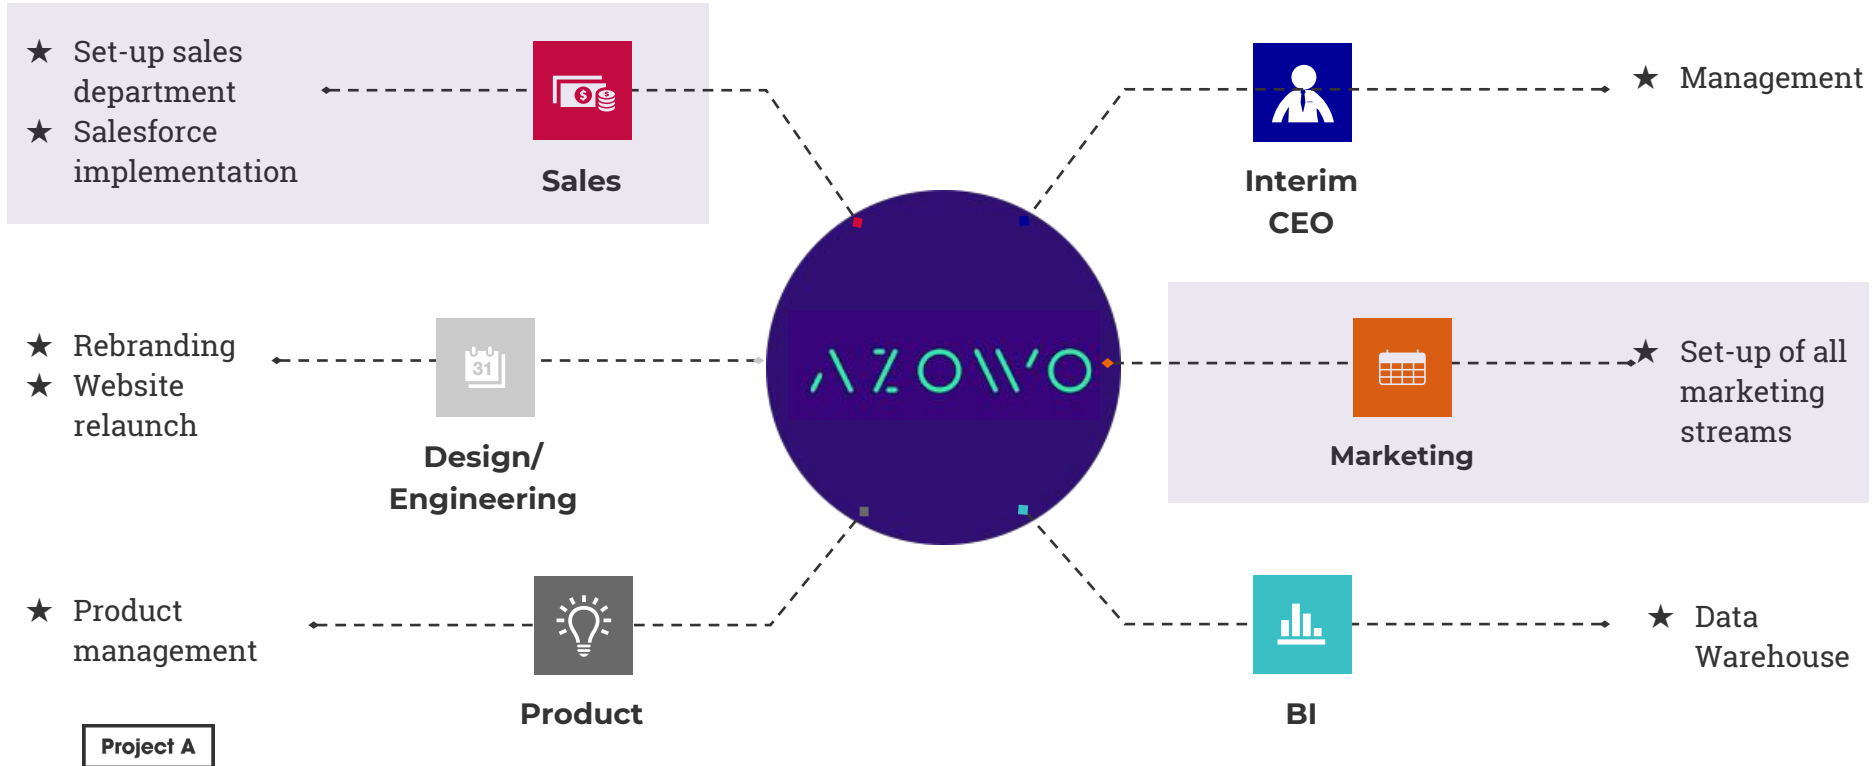 ★ Set-up sales
department
★ Salesforce
implementation
Sales
Interim
CEO
★ Management
★ Rebranding
★ Website
relaunch
31
Design/
Engineering
AZOWO
Marketing
★ Set-up of all
marketing
streams
★ Product
management
Product
BI
★ Data
Warehouse
Project A